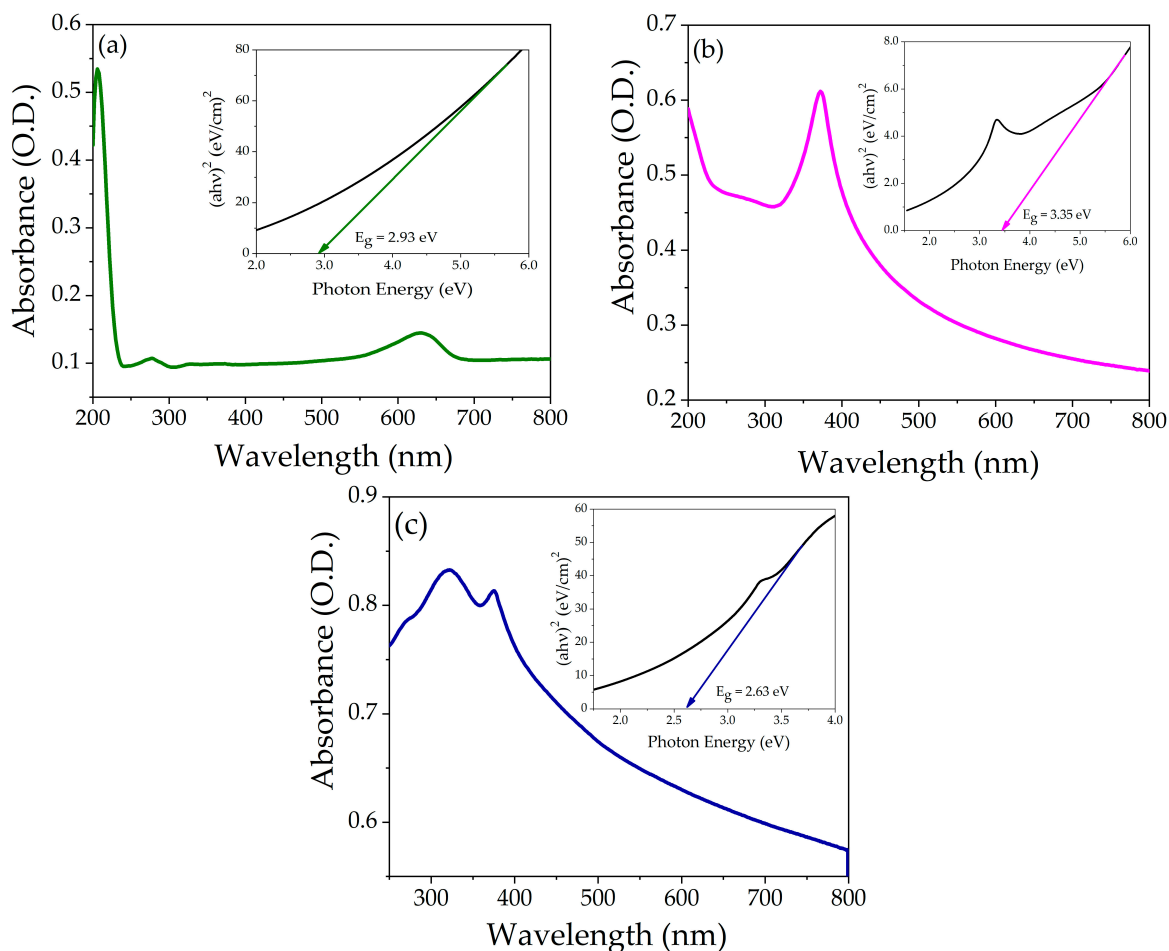 (a)
Absorbance (O.D.)
0.6
0.5
0.4
0.3
0.2
0.1
200 300 400 500 600 700 800
Wavelength (nm)
(ahν)² (eV/cm)²
80
60
40
20
0
2.0 3.0 4.0 5.0 6.0
Photon Energy (eV)
Eg = 2.93 eV
(b)
Absorbance (O.D.)
0.7
0.6
0.5
0.4
0.3
0.2
200 300 400 500 600 700 800
Wavelength (nm)
(ahν)² (eV/cm)²
8.0
6.0
4.0
2.0
0.0
2.0 3.0 4.0 5.0 6.0
Photon Energy (eV)
Eg = 3.35 eV
(c)
Absorbance (O.D.)
0.9
0.8
0.7
0.6
300 400 500 600 700 800
Wavelength (nm)
(ahν)² (eV/cm)²
60
50
40
30
20
10
0
2.0 2.5 3.0 3.5 4.0
Photon Energy (eV)
Eg = 2.63 eV